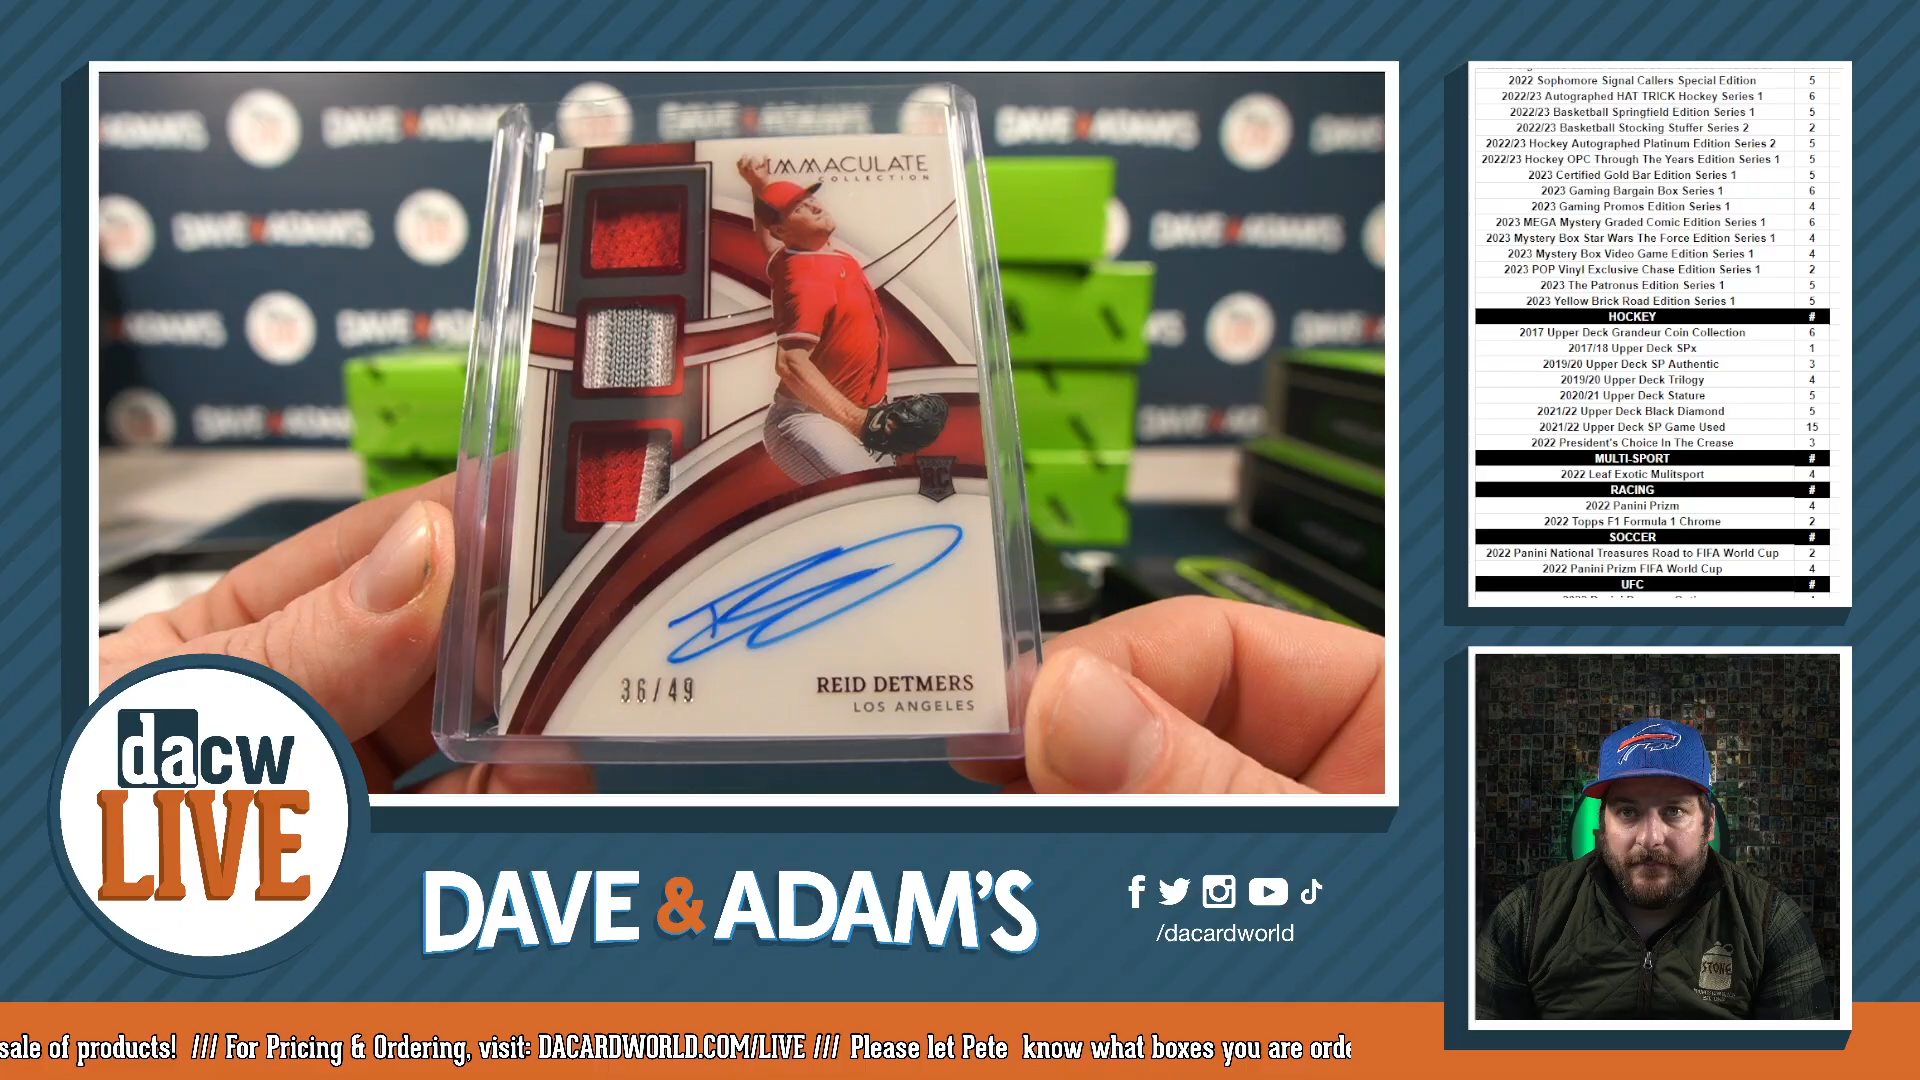 DAVE & ADAM'S
IMMACULATE
COLLECTION
RC
36/49
REID DETMERS
LOS ANGELES
2022 Sophomore Signal Callers Special Edition 5
2022/23 Autographed HAT TRICK Hockey Series 1 6
2022/23 Basketball Springfield Edition Series 1 5
2022/23 Basketball Stocking Stuffer Series 2 2
2022/23 Hockey Autographed Platinum Edition Series 2 5
2022/23 Hockey OPC Through The Years Edition Series 1 5
2023 Certified Gold Bar Edition Series 1 5
2023 Gaming Bargain Box Series 1 6
2023 Gaming Promos Edition Series 1 4
2023 MEGA Mystery Graded Comic Edition Series 1 6
2023 Mystery Box Star Wars The Force Edition Series 1 4
2023 Mystery Box Video Game Edition Series 1 4
2023 POP Vinyl Exclusive Chase Edition Series 1 2
2023 The Patronus Edition Series 1 5
2023 Yellow Brick Road Edition Series 1 5
HOCKEY #
2017 Upper Deck Grandeur Coin Collection 6
2017/18 Upper Deck SPx 1
2019/20 Upper Deck SP Authentic 3
2019/20 Upper Deck Trilogy 4
2020/21 Upper Deck Stature 5
2021/22 Upper Deck Black Diamond 5
2021/22 Upper Deck SP Game Used 15
2022 President's Choice In The Crease 3
MULTI-SPORT #
2022 Leaf Exotic Mulitsport 4
RACING #
2022 Panini Prizm 4
2022 Topps F1 Formula 1 Chrome 2
SOCCER #
2022 Panini National Treasures Road to FIFA World Cup 2
2022 Panini Prizm FIFA World Cup 4
UFC #
STONE
dacw
LIVE
DAVE & ADAM'S
/dacardworld
sale of products! /// For Pricing & Ordering, visit: DACARDWORLD.COM/LIVE /// Please let Pete know what boxes you are orde